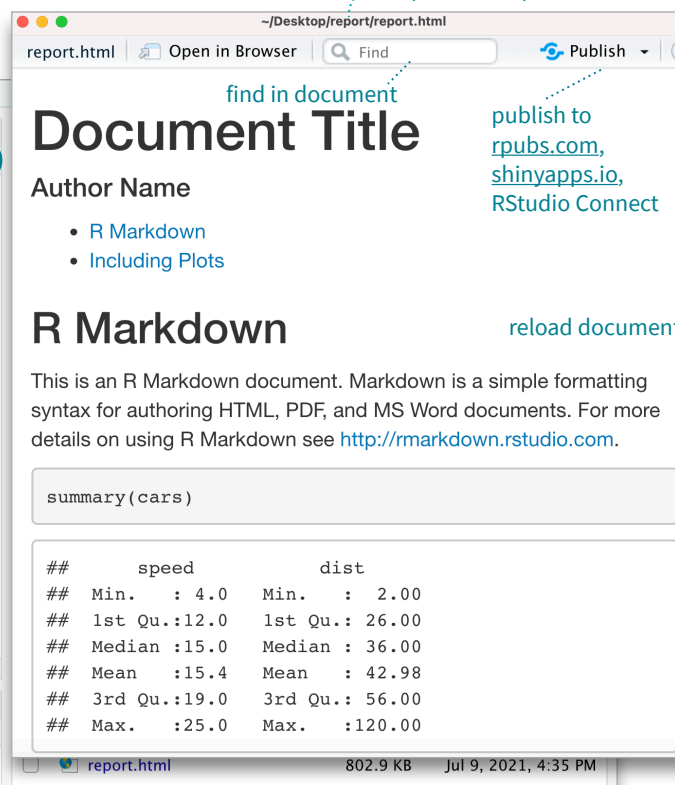 ~/Desktop/report/report.html
report.html Open in Browser Find Publish
find in document
publish to
rpubs.com,
shinyapps.io,
RStudio Connect
Document Title
Author Name
• R Markdown
• Including Plots
R Markdown
reload document
This is an R Markdown document. Markdown is a simple formatting
syntax for authoring HTML, PDF, and MS Word documents. For more
details on using R Markdown see http://rmarkdown.rstudio.com.
summary(cars)
##      speed           dist
##  Min.   : 4.0   Min.   :  2.00
##  1st Qu.:12.0   1st Qu.: 26.00
##  Median :15.0   Median : 36.00
##  Mean   :15.4   Mean   : 42.98
##  3rd Qu.:19.0   3rd Qu.: 56.00
##  Max.   :25.0   Max.   :120.00
report.html 802.9 KB Jul 9, 2021, 4:35 PM